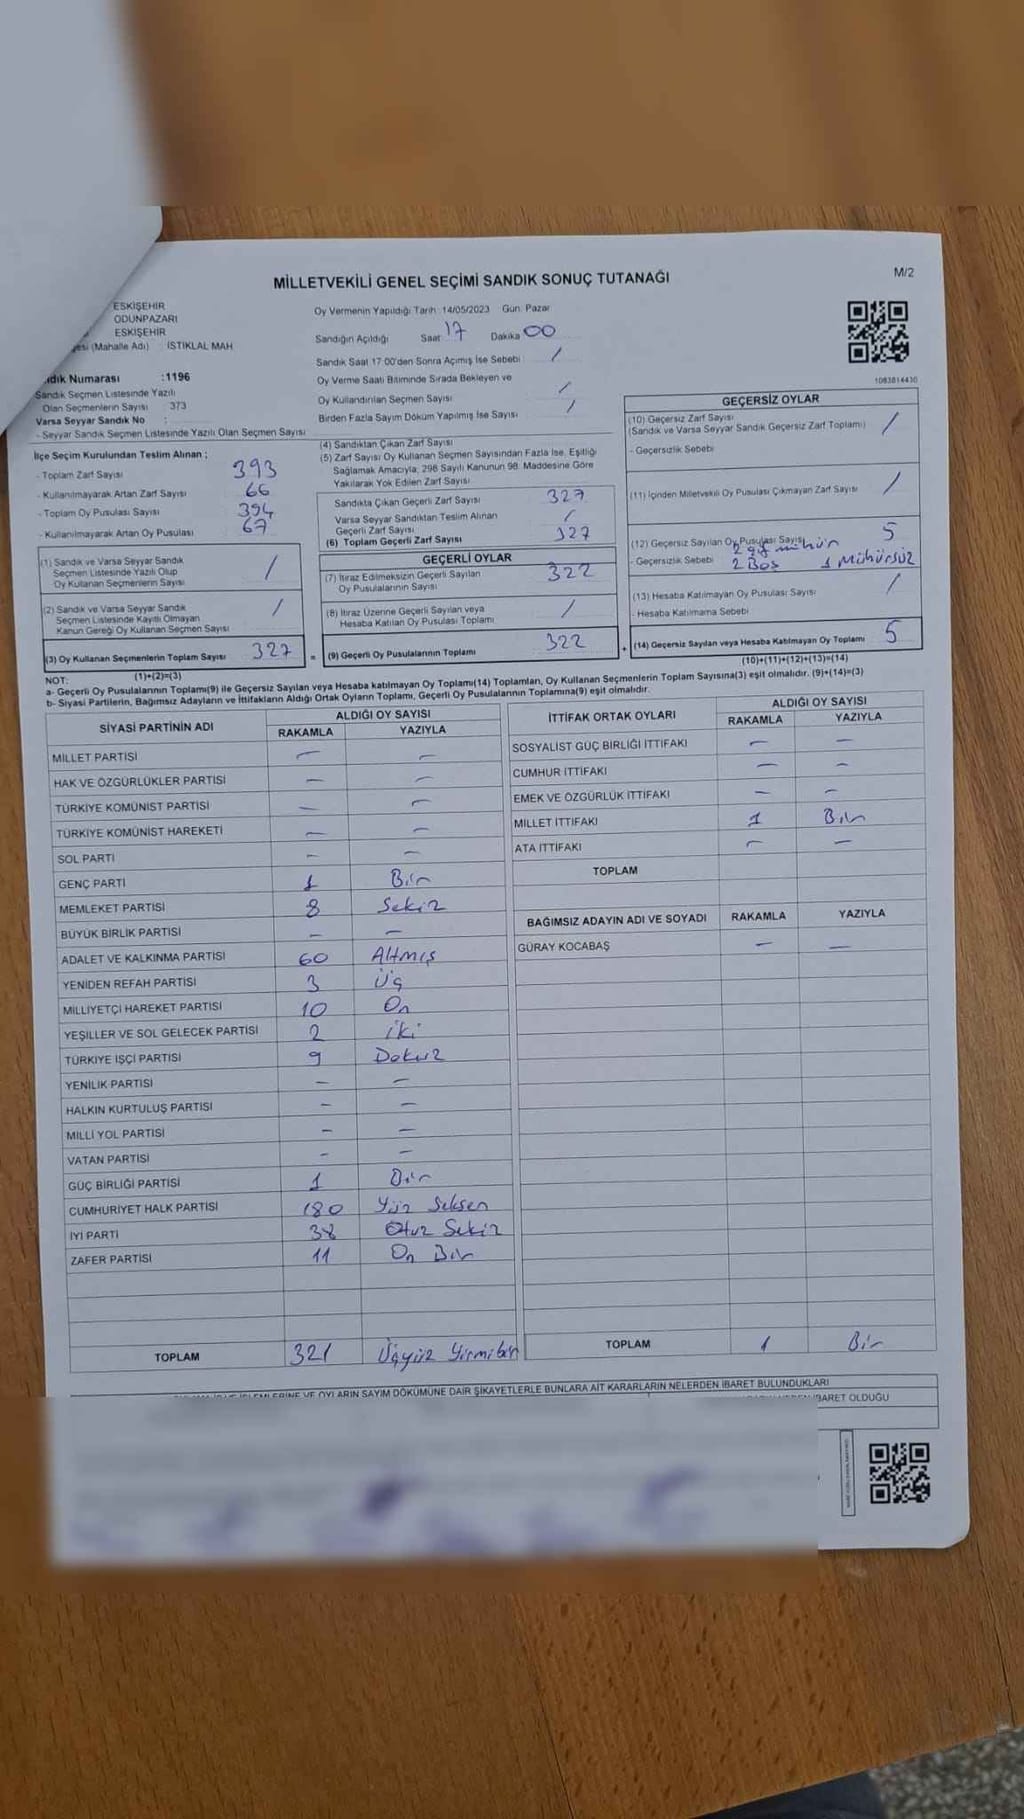 MİLLETVEKİLİ GENEL SEÇİMİ SANDIK SONUÇ TUTANAĞI
M/2
ESKİŞEHİR
ODUNPAZARI
ESKİŞEHİR
(Mahalle Adı) : İSTİKLAL MAH
Sandık Numarası :1196
Sandık Seçmen Listesinde Yazılı
Olan Seçmenlerin Sayısı : 373
Varsa Seyyar Sandık No :
- Seyyar Sandık Seçmen Listesinde Yazılı Olan Seçmen Sayısı:
Oy Vermenin Yapıldığı Tarih :14/05/2023 Gün: Pazar
Sandığın Açıldığı Saat 17 Dakika 00
Sandık Saat 17:00'den Sonra Açımış İse Sebebi : /
Oy Verme Saati Bitiminde Sırada Bekleyen ve
Oy Kullandırılan Seçmen Sayısı /
Birden Fazla Sayım Döküm Yapılmış İse Sayısı /
1083814430
İlçe Seçim Kurulundan Teslim Alınan ;
- Toplam Zarf Sayısı 393
- Kullanılmayarak Artan Zarf Sayısı 66
- Toplam Oy Pusulası Sayısı 394
- Kullanılmayarak Artan Oy Pusulası 67
(1) Sandık ve Varsa Seyyar Sandık
Seçmen Listesinde Yazılı Olup
Oy Kullanan Seçmenlerin Sayısı /
(2) Sandık ve Varsa Seyyar Sandık
Seçmen Listesinde Kayıtlı Olmayan
Kanun Gereği Oy Kullanan Seçmen Sayısı /
(3) Oy Kullanan Seçmenlerin Toplam Sayısı 327
(1)+(2)=(3)
(4) Sandıktan Çıkan Zarf Sayısı
(5) Zarf Sayısı Oy Kullanan Seçmen Sayısından Fazla İse, Eşitliği
Sağlamak Amacıyla, 298 Sayılı Kanunun 98. Maddesine Göre
Yakılarak Yok Edilen Zarf Sayısı
Sandıkta Çıkan Geçerli Zarf Sayısı 327
Varsa Seyyar Sandıktan Teslim Alınan
Geçerli Zarf Sayısı /
(6) Toplam Geçerli Zarf Sayısı 327
GEÇERLİ OYLAR
(7) İtiraz Edilmeksizin Geçerli Sayılan
Oy Pusulalarının Sayısı 322
(8) İtiraz Üzerine Geçerli Sayılan veya
Hesaba Katılan Oy Pusulası Toplamı /
= (9) Geçerli Oy Pusulalarının Toplamı 322
GEÇERSİZ OYLAR
(10) Geçersiz Zarf Sayısı
(Sandık ve Varsa Seyyar Sandık Geçersiz Zarf Toplamı) /
- Geçersizlik Sebebi
(11) İçinden Milletvekili Oy Pusulası Çıkmayan Zarf Sayısı /
(12) Geçersiz Sayılan Oy Pusulası Sayısı 5
2 çift mühür
- Geçersizlik Sebebi 2 Boş 1 Mühürsüz
(13) Hesaba Katılmayan Oy Pusulası Sayısı /
- Hesaba Katılmama Sebebi
+ (14) Geçersiz Sayılan veya Hesaba Katılmayan Oy Toplamı 5
(10)+(11)+(12)+(13)=(14)
NOT:
a- Geçerli Oy Pusulalarının Toplamı(9) ile Geçersiz Sayılan veya Hesaba katılmayan Oy Toplamı(14) Toplamları, Oy Kullanan Seçmenlerin Toplam Sayısına(3) eşit olmalıdır. (9)+(14)=(3)
b- Siyasi Partilerin, Bağımsız Adayların ve İttifakların Aldığı Ortak Oyların Toplamı, Geçerli Oy Pusulalarının Toplamına(9) eşit olmalıdır.
SİYASİ PARTİNİN ADI ALDIĞI OY SAYISI
RAKAMLA YAZIYLA
MİLLET PARTİSİ — —
HAK VE ÖZGÜRLÜKLER PARTİSİ — —
TÜRKİYE KOMÜNİST PARTİSİ — —
TÜRKİYE KOMÜNİST HAREKETİ — —
SOL PARTİ — —
GENÇ PARTİ 1 Bir
MEMLEKET PARTİSİ 8 Sekiz
BÜYÜK BİRLİK PARTİSİ — —
ADALET VE KALKINMA PARTİSİ 60 Altmış
YENİDEN REFAH PARTİSİ 3 Üç
MİLLİYETÇİ HAREKET PARTİSİ 10 On
YEŞİLLER VE SOL GELECEK PARTİSİ 2 iki
TÜRKİYE İŞÇİ PARTİSİ 9 Dokuz
YENİLİK PARTİSİ — —
HALKIN KURTULUŞ PARTİSİ — —
MİLLİ YOL PARTİSİ — —
VATAN PARTİSİ — —
GÜÇ BİRLİĞİ PARTİSİ 1 Bir
CUMHURİYET HALK PARTİSİ 180 Yüz Seksen
İYİ PARTİ 38 Otuz Sekiz
ZAFER PARTİSİ 11 On Bir
TOPLAM 321 Üçyüz Yirmibir
İTTİFAK ORTAK OYLARI ALDIĞI OY SAYISI
RAKAMLA YAZIYLA
SOSYALİST GÜÇ BİRLİĞİ İTTİFAKI — —
CUMHUR İTTİFAKI — —
EMEK VE ÖZGÜRLÜK İTTİFAKI — —
MİLLET İTTİFAKI 1 Bir
ATA İTTİFAKI — —
TOPLAM
BAĞIMSIZ ADAYIN ADI VE SOYADI RAKAMLA YAZIYLA
GÜRAY KOCABAŞ — —
TOPLAM 1 Bir
İŞLEMLERİNE VE OYLARIN SAYIM DÖKÜMÜNE DAİR ŞİKAYETLERLE BUNLARA AİT KARARLARIN NELERDEN İBARET BULUNDUKLARI
İBARET OLDUĞU